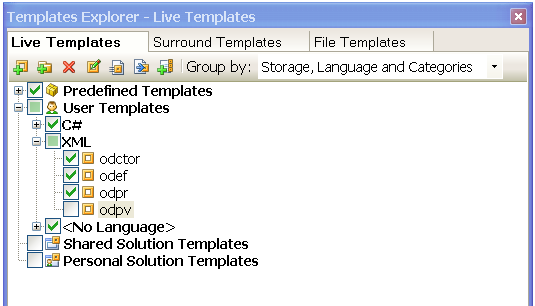 Templates Explorer - Live Templates
Live Templates Surround Templates File Templates
Group by: Storage, Language and Categories
Predefined Templates
User Templates
C#
XML
odctor
odef
odpr
odpv
<No Language>
Shared Solution Templates
Personal Solution Templates